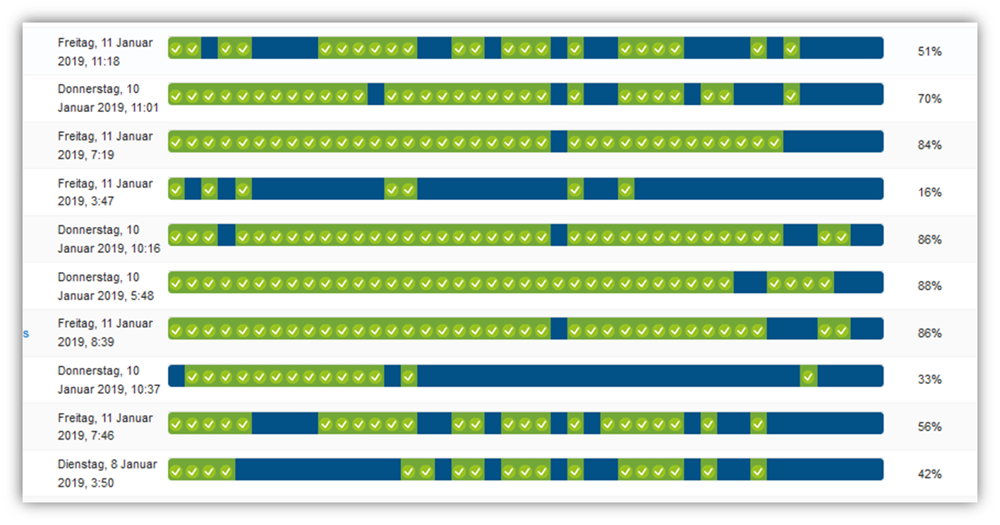 Freitag, 11 Januar
2019, 11:18
51%
Donnerstag, 10
Januar 2019, 11:01
70%
Freitag, 11 Januar
2019, 7:19
84%
Freitag, 11 Januar
2019, 3:47
16%
Donnerstag, 10
Januar 2019, 10:16
86%
Donnerstag, 10
Januar 2019, 5:48
88%
s
Freitag, 11 Januar
2019, 8:39
86%
Donnerstag, 10
Januar 2019, 10:37
33%
Freitag, 11 Januar
2019, 7:46
56%
Dienstag, 8 Januar
2019, 3:50
42%